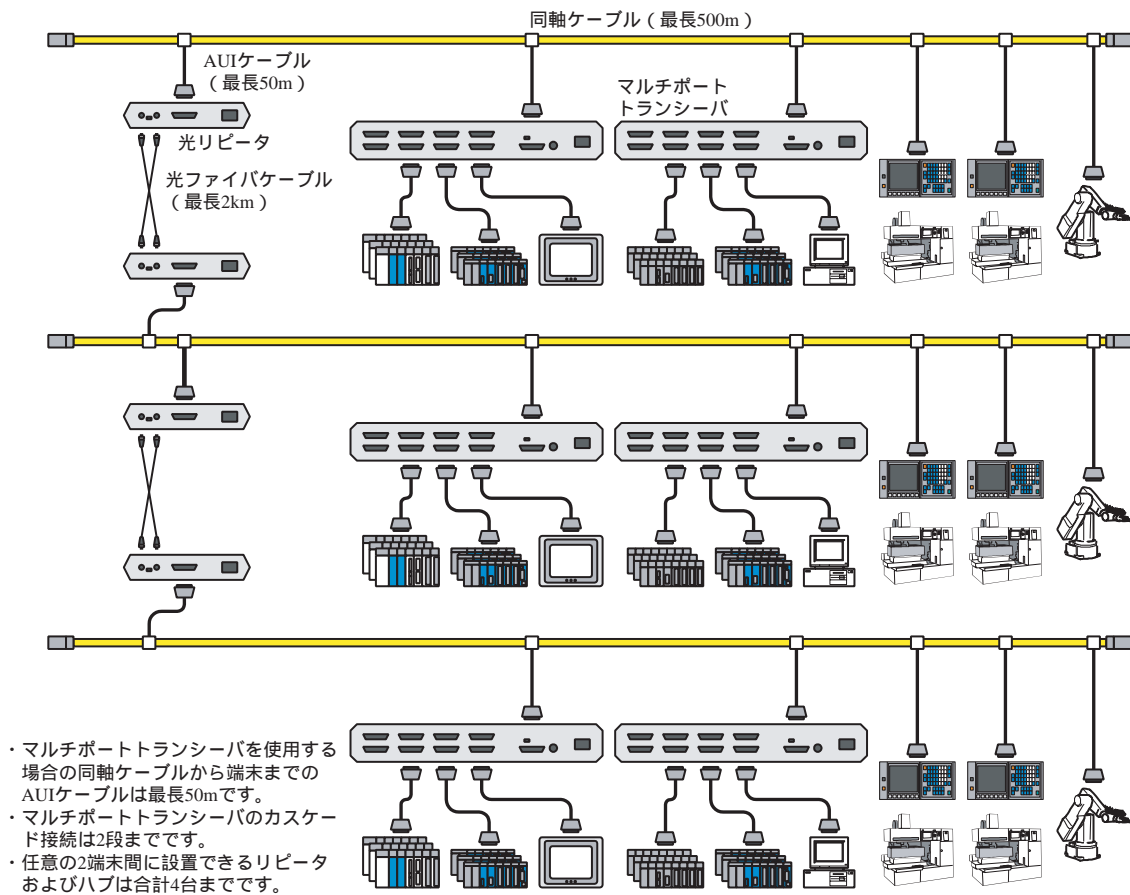 同軸ケーブル（最長500m）
AUIケーブル
（最長50m）
マルチポート
トランシーバ
光リピータ
光ファイバケーブル
（最長2km）
・マルチポートトランシーバを使用する
場合の同軸ケーブルから端末までの
AUIケーブルは最長50mです。
・マルチポートトランシーバのカスケー
ド接続は2段までです。
・任意の2端末間に設置できるリピータ
およびハブは合計4台までです。